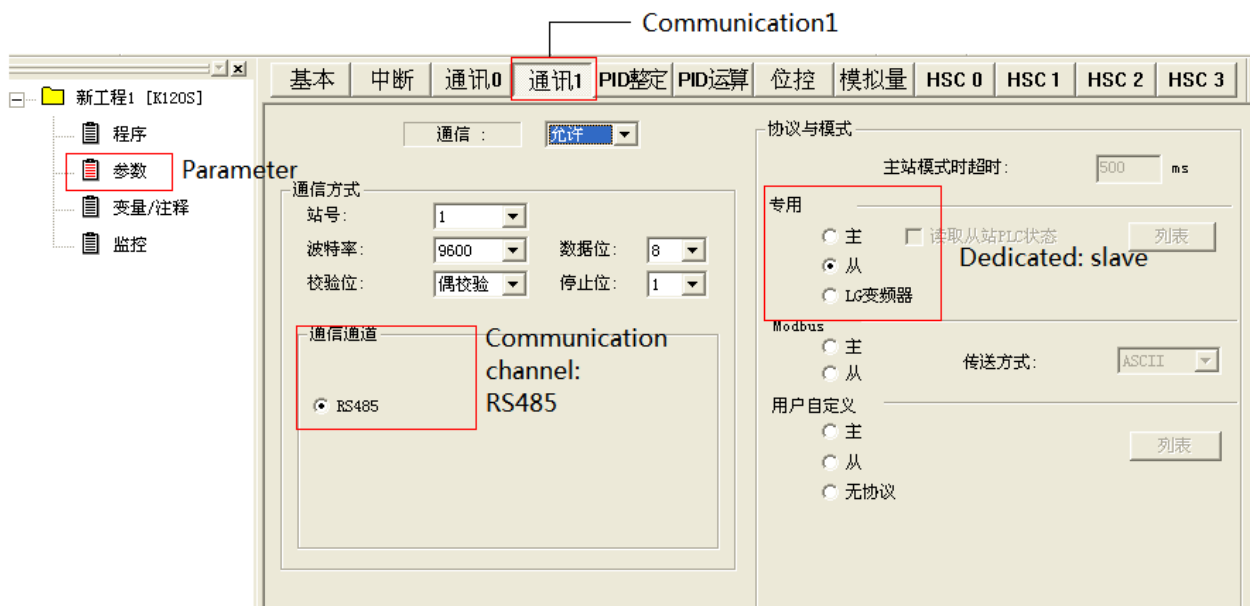 Communication1
基本 中断 通讯0 通讯1 PID整定 PID运算 位控 模拟量 HSC 0 HSC 1 HSC 2 HSC 3
新工程1 [K120S]
程序
参数 Parameter
变量/注释
监控
通信 : 允许
通信方式
站号: 1
波特率: 9600 数据位: 8
校验位: 偶校验 停止位: 1
通信通道
RS485
Communication
channel:
RS485
协议与模式
主站模式时超时: 500 ms
专用
主 读取从站PLC状态 列表
从
Dedicated: slave
LG变频器
Modbus
主
从
传送方式: ASCII
用户自定义
主
从
列表
无协议